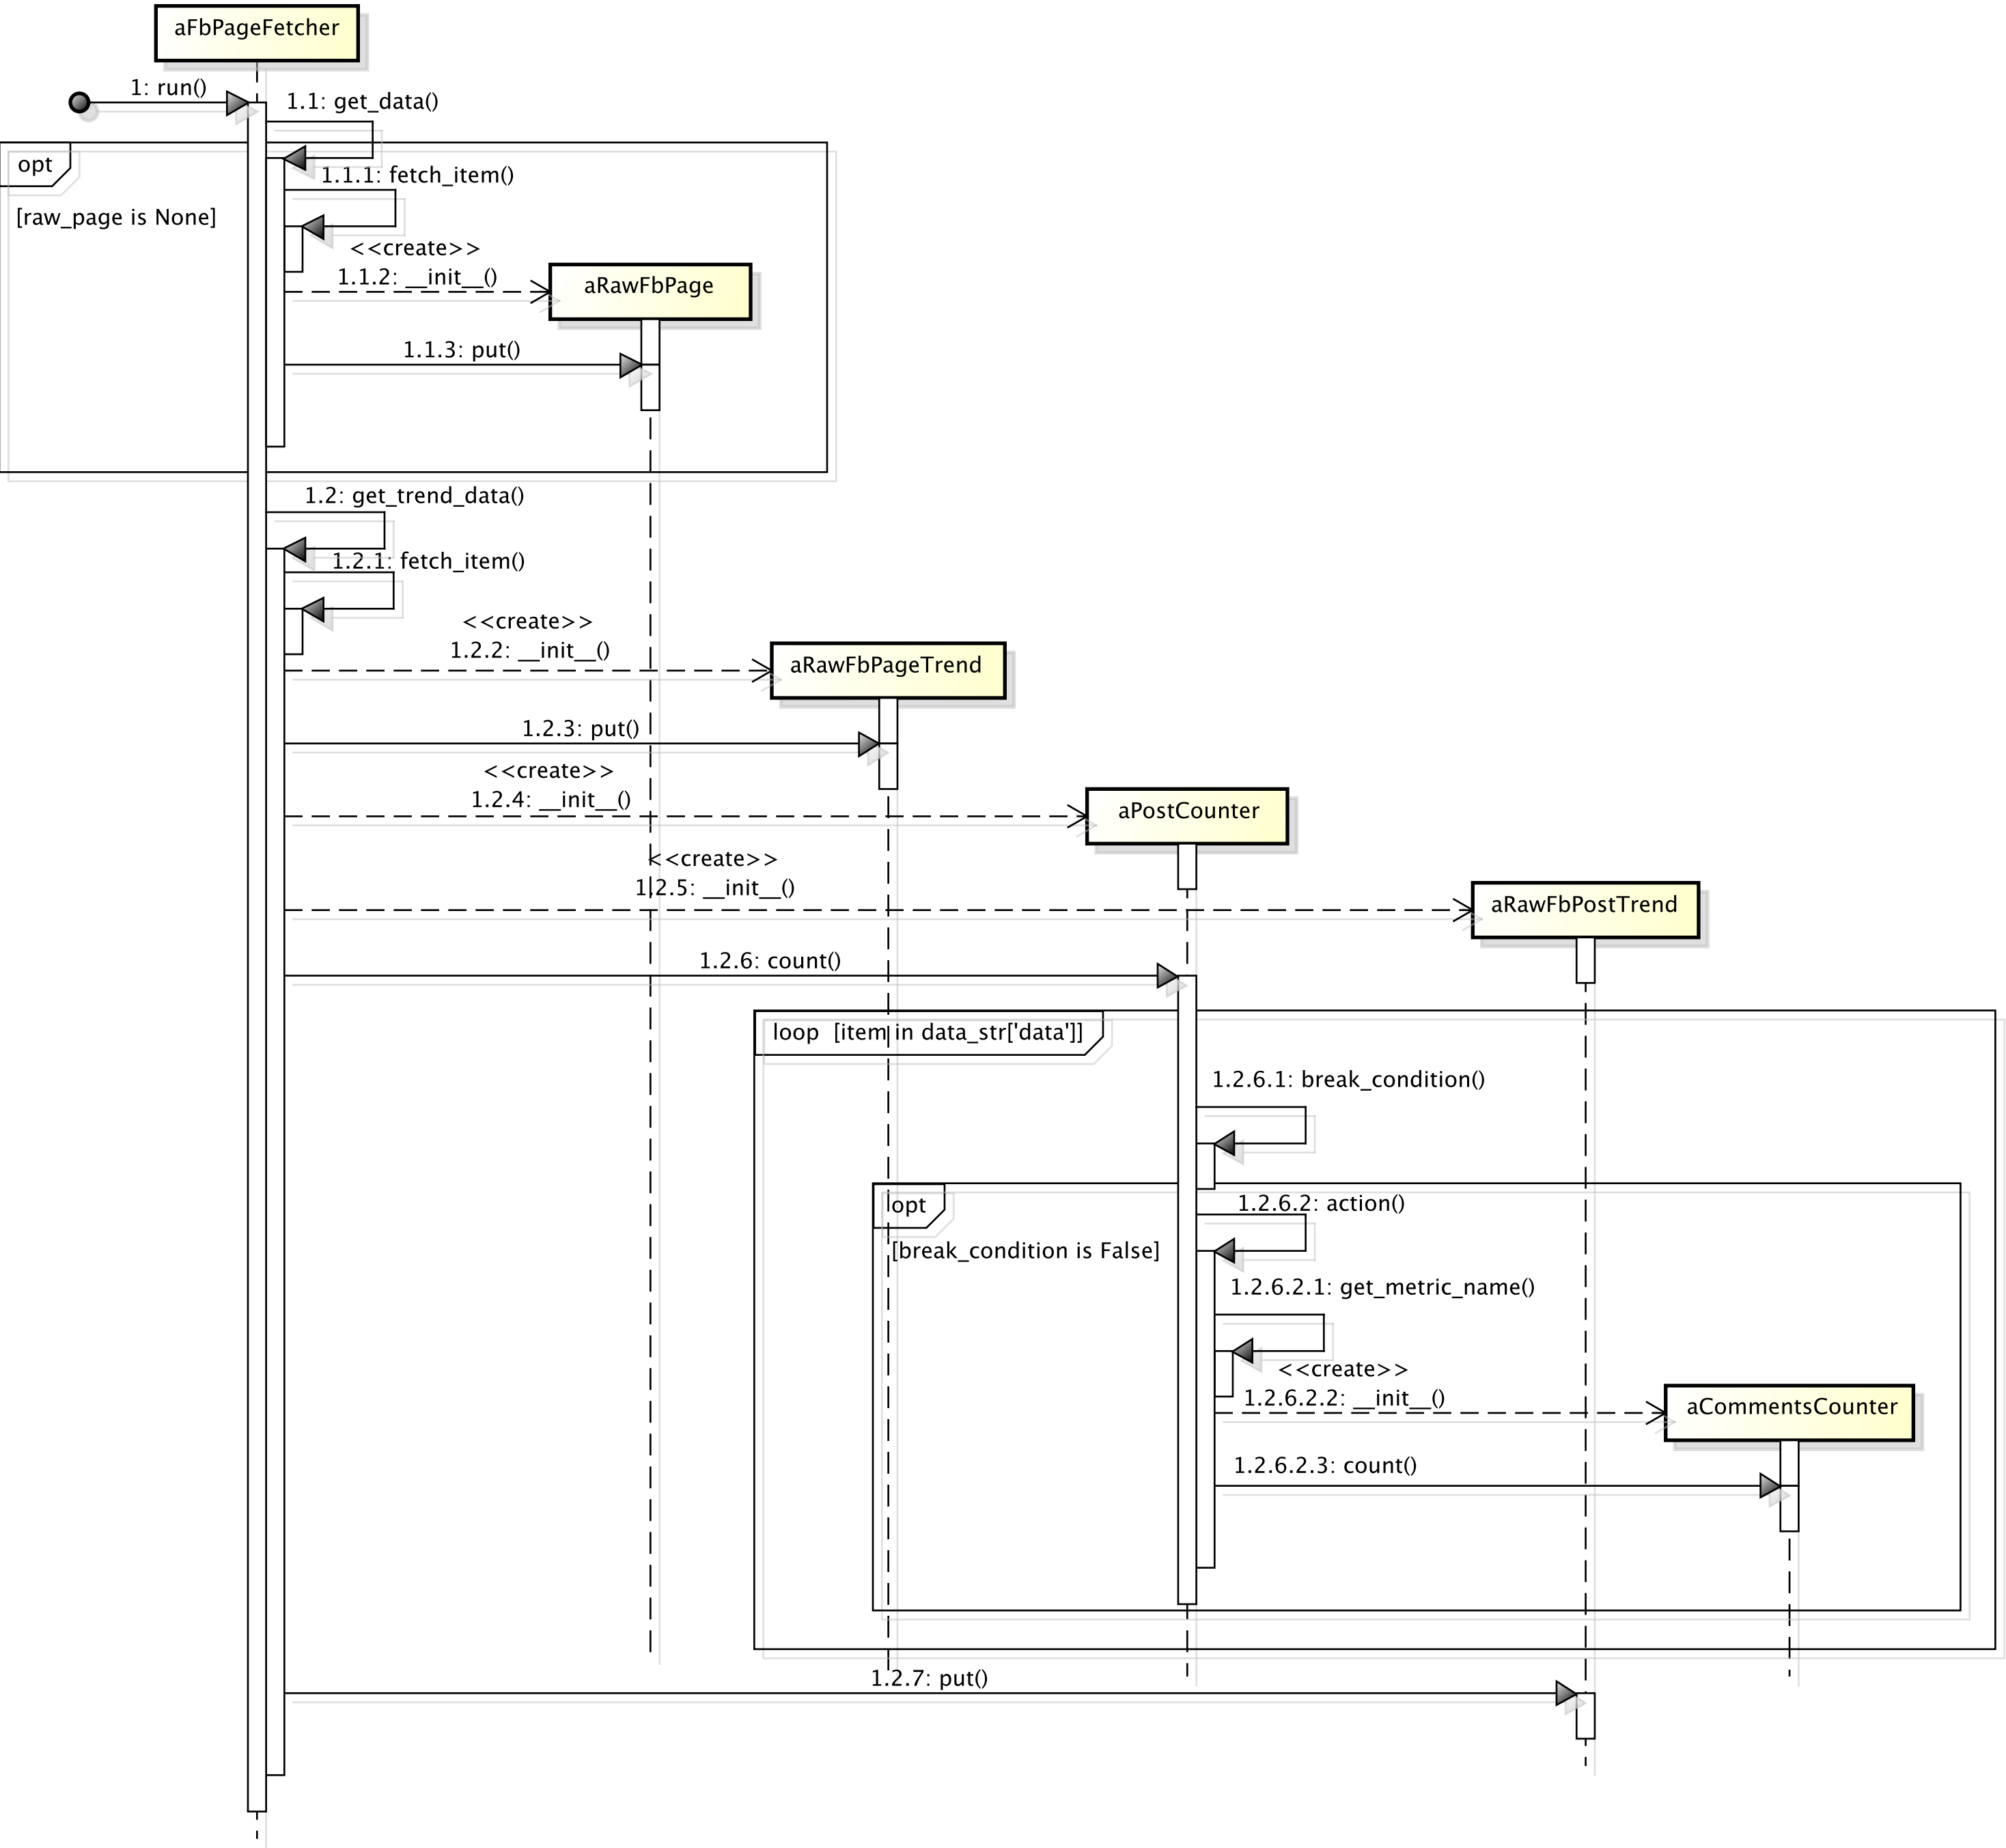 aFbPageFetcher
1: run()
1.1: get_data()
opt
1.1.1: fetch_item()
[raw_page is None]
<<create>>
1.1.2: __init__()
aRawFbPage
1.1.3: put()
1.2: get_trend_data()
1.2.1: fetch_item()
<<create>>
1.2.2: __init__()
aRawFbPageTrend
1.2.3: put()
<<create>>
1.2.4: __init__()
aPostCounter
<<create>>
1.2.5: __init__()
aRawFbPostTrend
1.2.6: count()
loop [item in data_str['data']]
1.2.6.1: break_condition()
opt
1.2.6.2: action()
[break_condition is False]
1.2.6.2.1: get_metric_name()
<<create>>
1.2.6.2.2: __init__()
aCommentsCounter
1.2.6.2.3: count()
1.2.7: put()